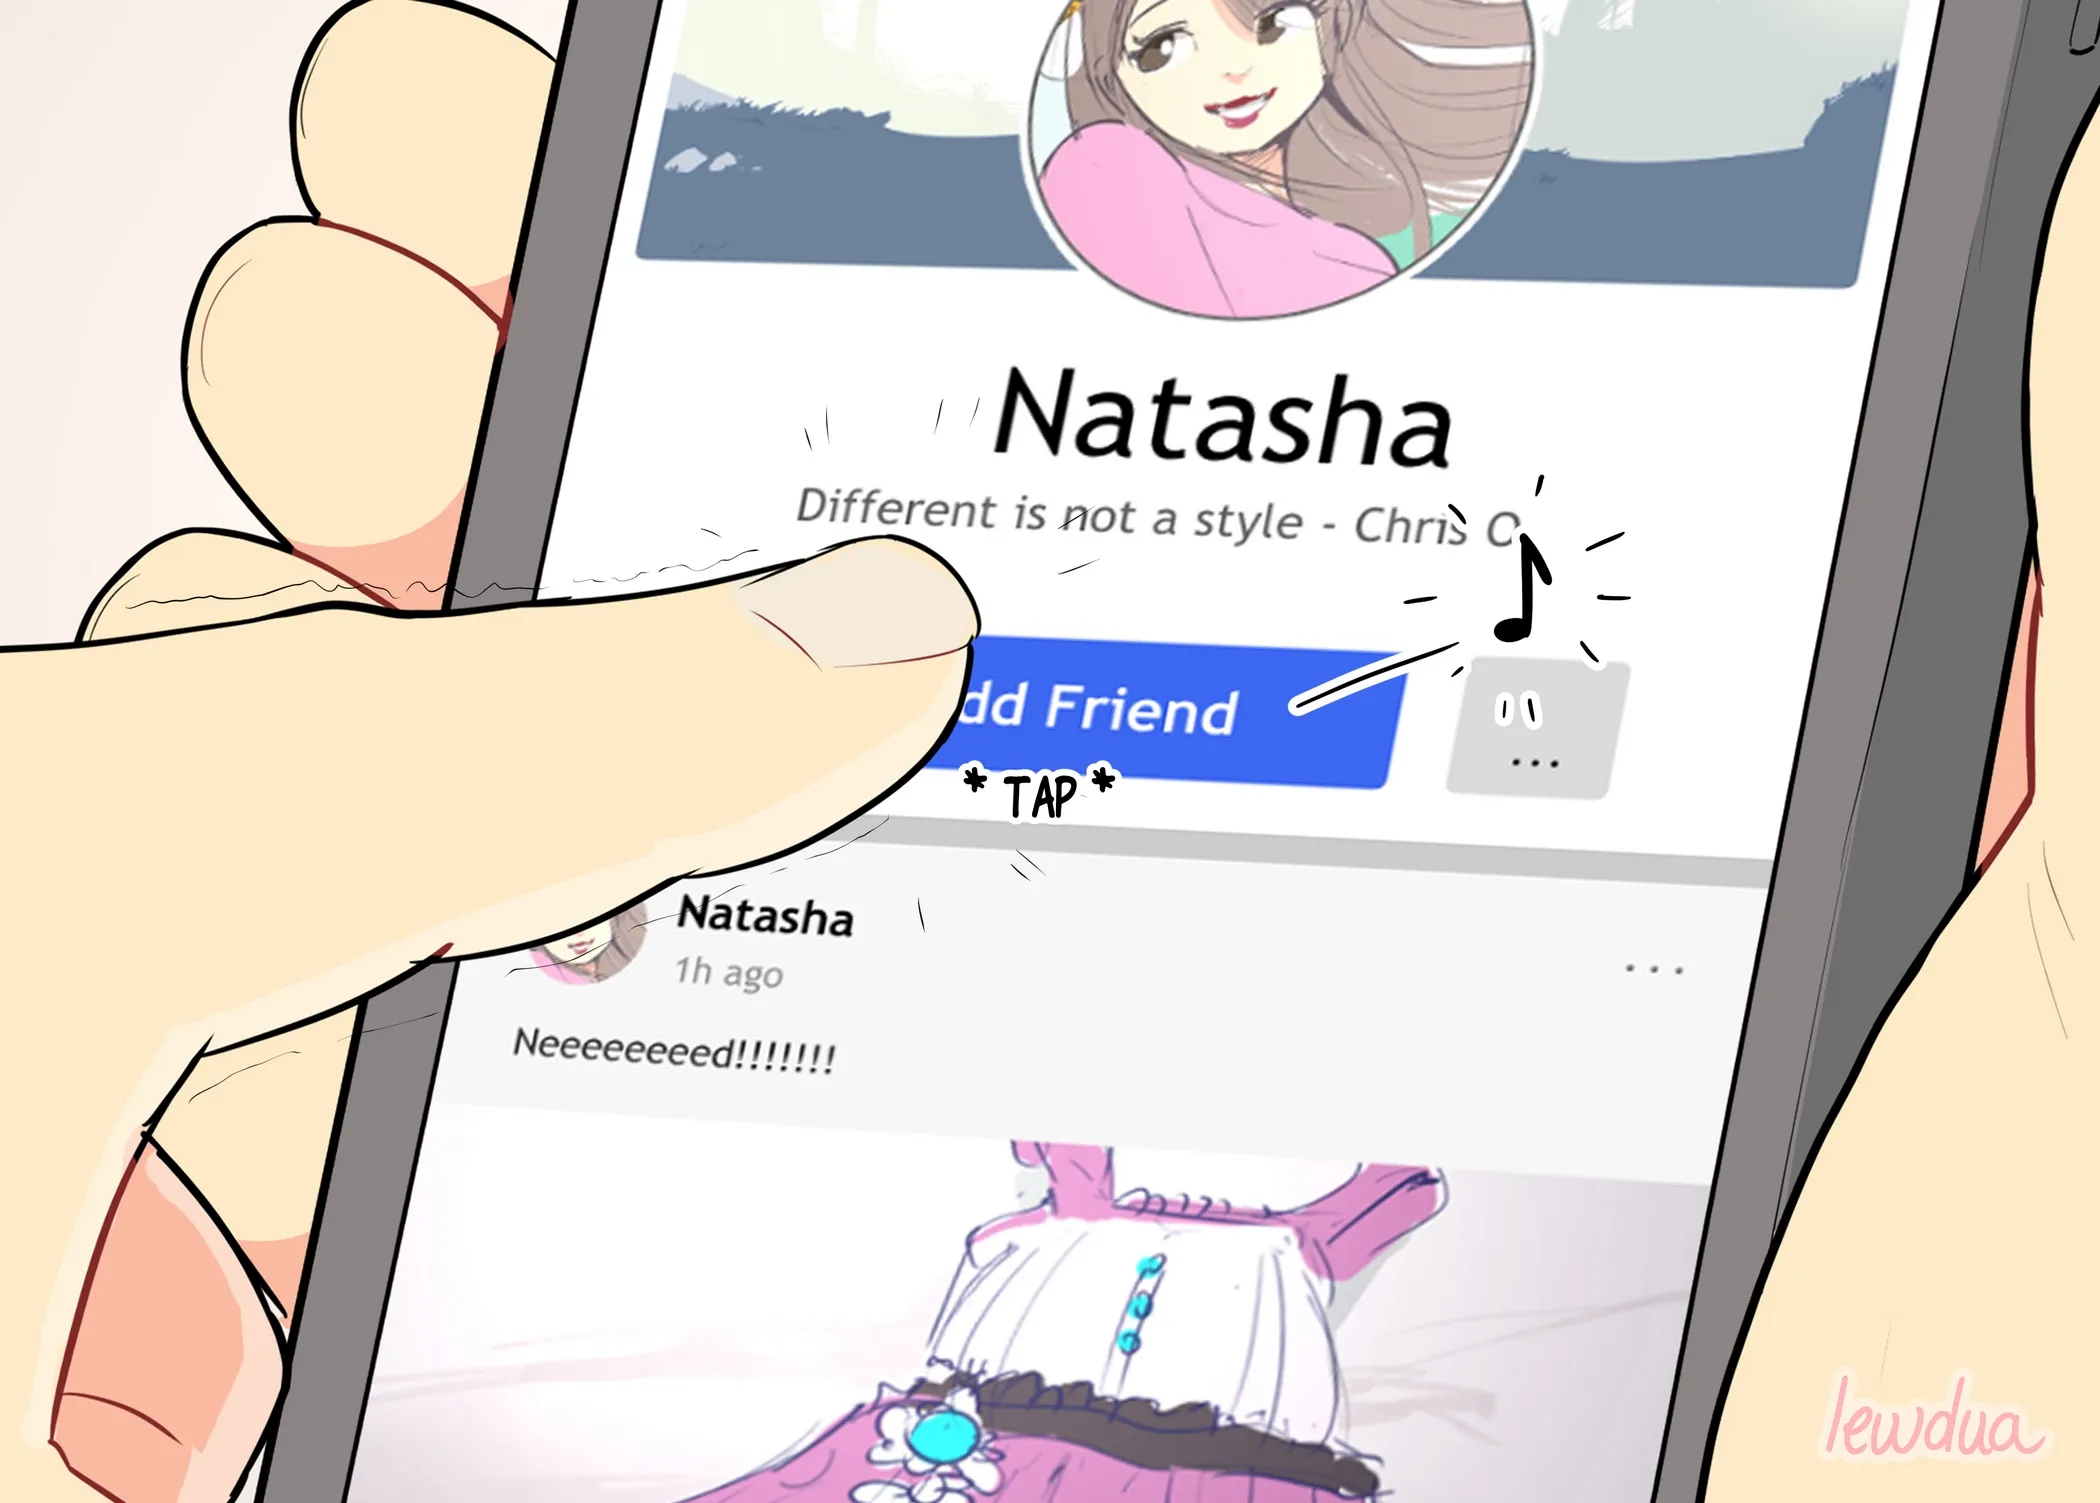 Natasha
Different is not a style - Chris O
dd Friend
...
* TAP *
Natasha
...
1h ago
Neeeeeeeed!!!!!!!
lewdua